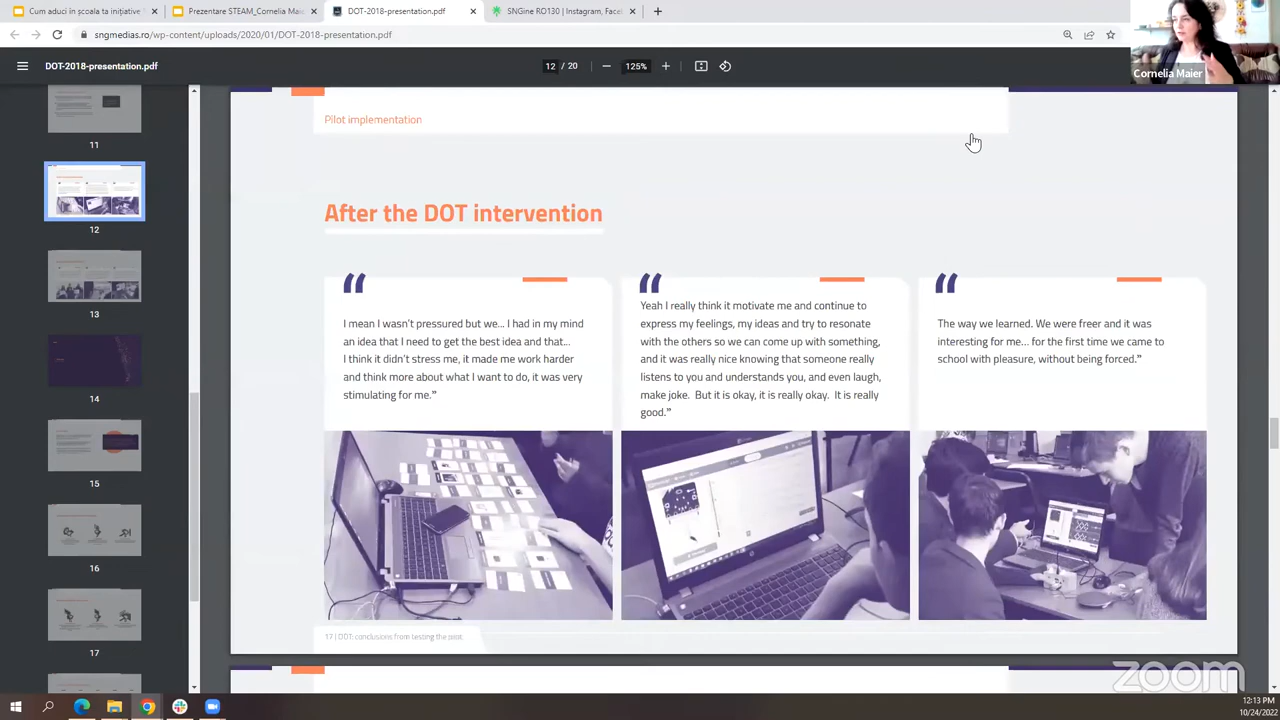 Cum aduci în școala ta inițiative
Prezentare STEAM_Cornelia Maie
DOT-2018-presentation.pdf
SNGine RO130 | Instagram, Face
sngmedias.ro/wp-content/uploads/2020/01/DOT-2018-presentation.pdf
DOT-2018-presentation.pdf
12 / 20
125%
Cornelia Maier
11
12
13
14
15
16
17
Pilot implementation
After the DOT intervention
“
I mean I wasn’t pressured but we... I had in my mind
an idea that I need to get the best idea and that...
I think it didn’t stress me, it made me work harder
and think more about what I want to do, it was very
stimulating for me.”
“
Yeah I really think it motivate me and continue to
express my feelings, my ideas and try to resonate
with the others so we can come up with something,
and it was really nice knowing that someone really
listens to you and understands you, and even laugh,
make joke. But it is okay, it is really okay. It is really
good.”
“
The way we learned. We were freer and it was
interesting for me... for the first time we came to
school with pleasure, without being forced.”
17 | DOT: conclusions from testing the pilot
zoom
12:13 PM
10/24/2022